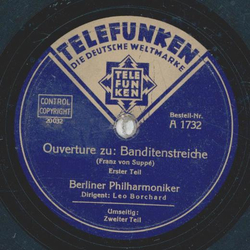 TELEFUNKEN
DIE DEUTSCHE WELTMARKE
TELE
FUN
KEN
CONTROL
COPYRIGHT
20032
Bestell-Nr.
A 1732
Ouverture zu: Banditenstreiche
(Franz von Suppé)
Erster Teil
Berliner Philharmoniker
Dirigent: Leo Borchard
Umseitig:
Zweiter Teil